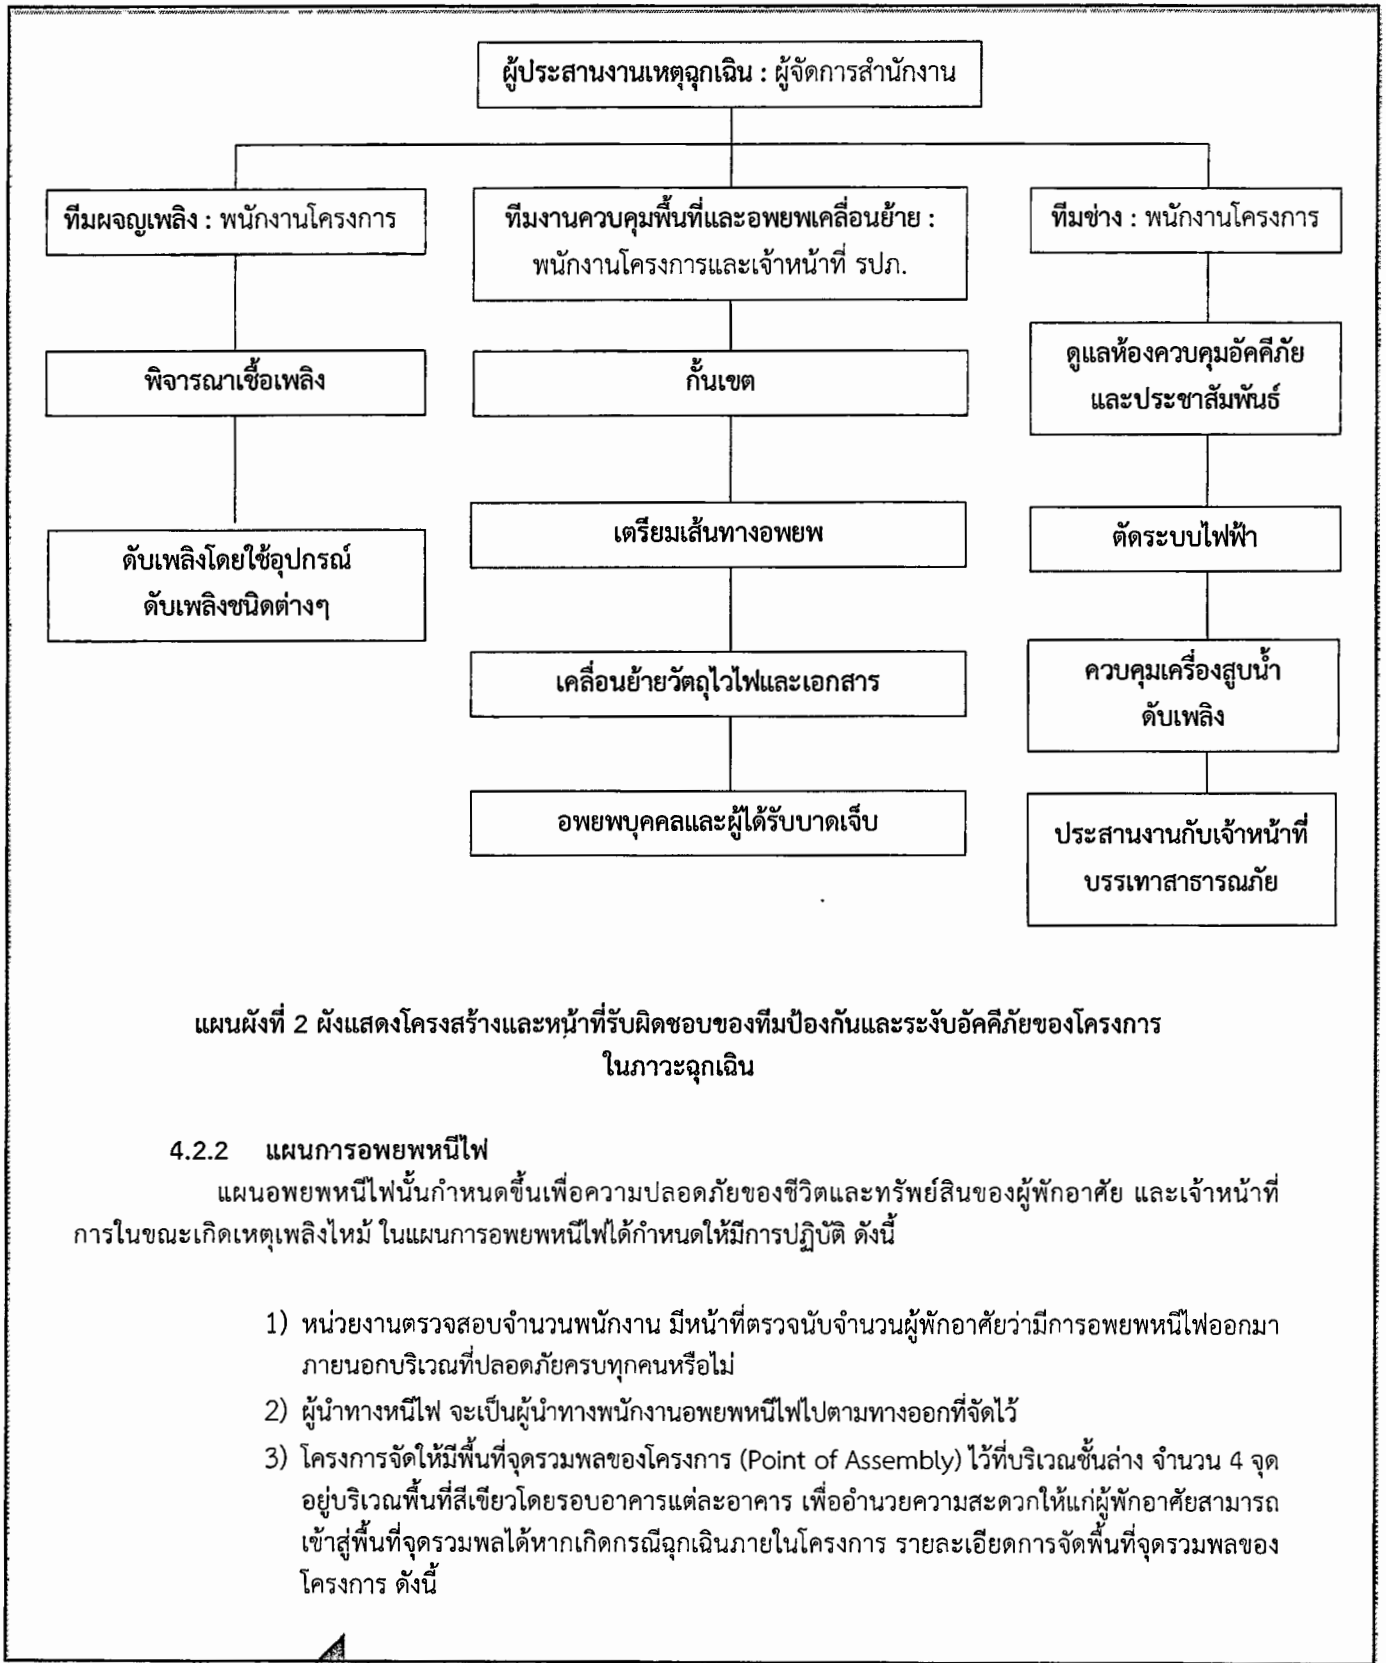 ผู้ประสานงานเหตุฉุกเฉิน : ผู้จัดการสำนักงาน
ทีมผจญเพลิง : พนักงานโครงการ
พิจารณาเชื้อเพลิง
ดับเพลิงโดยใช้อุปกรณ์
ดับเพลิงชนิดต่างๆ
ทีมงานควบคุมพื้นที่และอพยพเคลื่อนย้าย :
พนักงานโครงการและเจ้าหน้าที่ รปภ.
กั้นเขต
เตรียมเส้นทางอพยพ
เคลื่อนย้ายวัตถุไวไฟและเอกสาร
อพยพบุคคลและผู้ได้รับบาดเจ็บ
ทีมช่าง : พนักงานโครงการ
ดูแลห้องควบคุมอัคคีภัย
และประชาสัมพันธ์
ตัดระบบไฟฟ้า
ควบคุมเครื่องสูบน้ำ
ดับเพลิง
ประสานงานกับเจ้าหน้าที่
บรรเทาสาธารณภัย
แผนผังที่ 2 ผังแสดงโครงสร้างและหน้าที่รับผิดชอบของทีมป้องกันและระงับอัคคีภัยของโครงการ
ในภาวะฉุกเฉิน
4.2.2 แผนการอพยพหนีไฟ
แผนอพยพหนีไฟนั้นกำหนดขึ้นเพื่อความปลอดภัยของชีวิตและทรัพย์สินของผู้พักอาศัย และเจ้าหน้าที่
การในขณะเกิดเหตุเพลิงไหม้ ในแผนการอพยพหนีไฟได้กำหนดให้มีการปฏิบัติ ดังนี้
1) หน่วยงานตรวจสอบจำนวนพนักงาน มีหน้าที่ตรวจนับจำนวนผู้พักอาศัยว่ามีการอพยพหนีไฟออกมา
ภายนอกบริเวณที่ปลอดภัยครบทุกคนหรือไม่
2) ผู้นำทางหนีไฟ จะเป็นผู้นำทางพนักงานอพยพหนีไฟไปตามทางออกที่จัดไว้
3) โครงการจัดให้มีพื้นที่จุดรวมพลของโครงการ (Point of Assembly) ไว้ที่บริเวณชั้นล่าง จำนวน 4 จุด
อยู่บริเวณพื้นที่สีเขียวโดยรอบอาคารแต่ละอาคาร เพื่ออำนวยความสะดวกให้แก่ผู้พักอาศัยสามารถ
เข้าสู่พื้นที่จุดรวมพลได้หากเกิดกรณีฉุกเฉินภายในโครงการ รายละเอียดการจัดพื้นที่จุดรวมพลของ
โครงการ ดังนี้